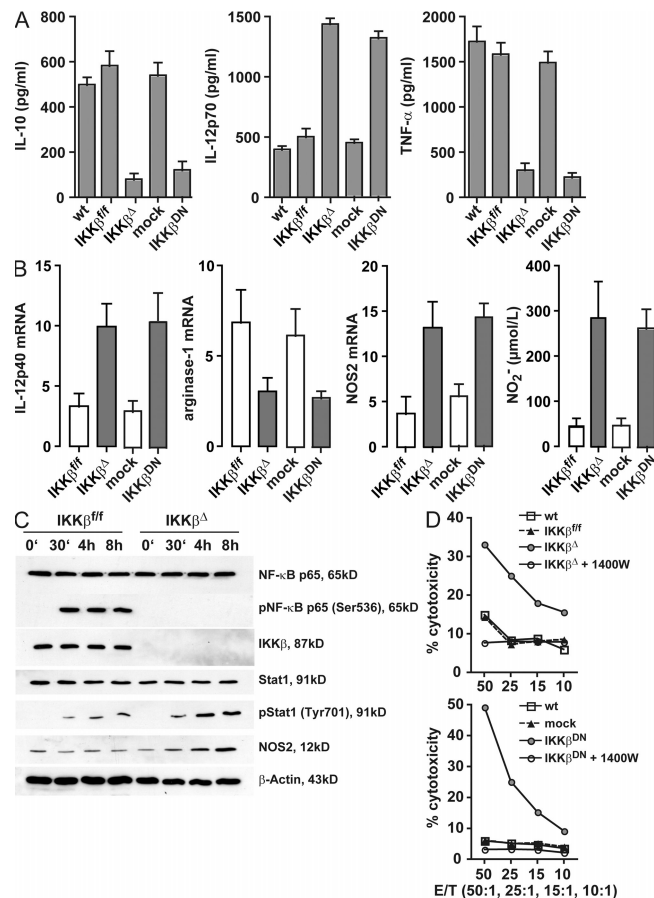 A
IL-10 (pg/ml)
800
600
400
200
0
wt
IKKβf/f
IKKβΔ
mock
IKKβDN
IL-12p70 (pg/ml)
1500
1000
500
0
wt
IKKβf/f
IKKβΔ
mock
IKKβDN
TNF-α (pg/ml)
2000
1500
1000
500
0
wt
IKKβf/f
IKKβΔ
mock
IKKβDN
B
IL-12p40 mRNA
15
10
5
0
IKKβf/f
IKKβΔ
mock
IKKβDN
arginase-1 mRNA
10
5
0
IKKβf/f
IKKβΔ
mock
IKKβDN
NOS2 mRNA
20
15
10
5
0
IKKβf/f
IKKβΔ
mock
IKKβDN
NO2- (µmol/L)
400
300
200
100
0
IKKβf/f
IKKβΔ
mock
IKKβDN
C
IKKβf/f IKKβΔ
0‘ 30‘ 4h 8h 0‘ 30‘ 4h 8h
NF-κB p65, 65kD
pNF-κB p65 (Ser536), 65kD
IKKβ, 87kD
Stat1, 91kD
pStat1 (Tyr701), 91kD
NOS2, 12kD
β-Actin, 43kD
D
% cytotoxicity
40
30
20
10
0
wt
IKKβf/f
IKKβΔ
IKKβΔ + 1400W
50 25 15 10
% cytotoxicity
50
40
30
20
10
0
wt
mock
IKKβDN
IKKβDN + 1400W
50 25 15 10
E/T (50:1, 25:1, 15:1, 10:1)